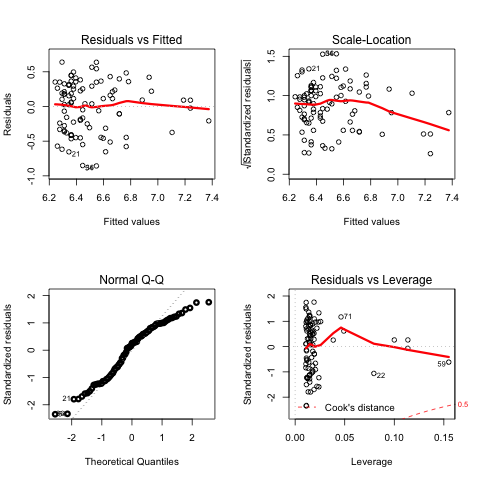 Residuals vs Fitted
Residuals
0.5
0.0
-0.5
-1.0
21
6.2 6.4 6.6 6.8 7.0 7.2 7.4
Fitted values
Scale-Location
√|Standardized residuals|
1.5
1.0
0.5
0.0
21
6.2 6.4 6.6 6.8 7.0 7.2 7.4
Fitted values
Normal Q-Q
Standardized residuals
2
1
0
-1
-2
21
-2 -1 0 1 2
Theoretical Quantiles
Residuals vs Leverage
Standardized residuals
2
1
0
-1
-2
71
59
22
Cook's distance
0.5
0.00 0.05 0.10 0.15
Leverage